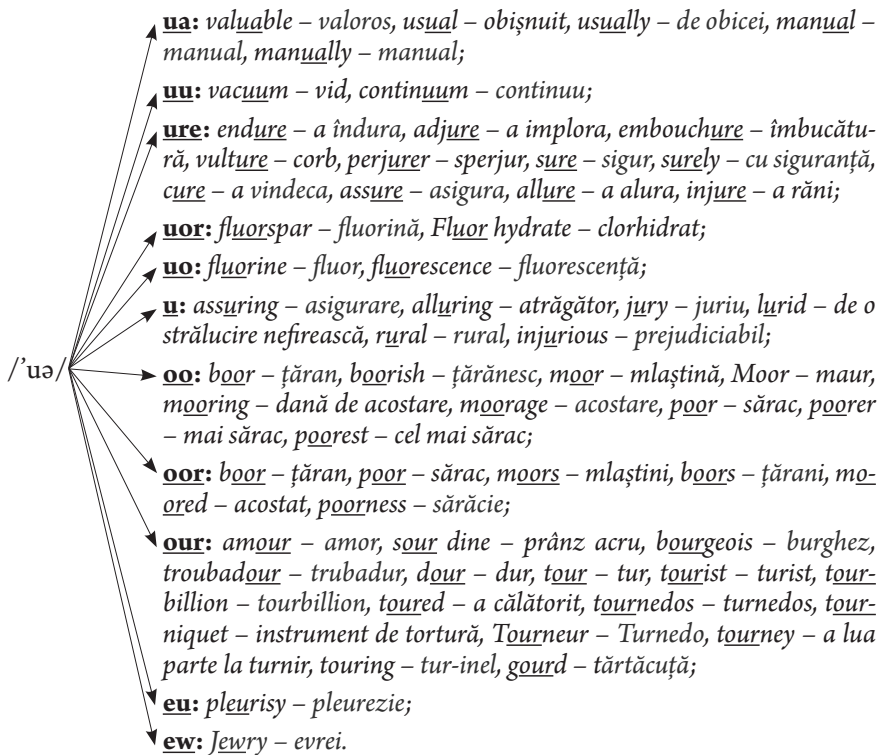 ua: valuable – valoros, usual – obișnuit, usually – de obicei, manual –
manual, manually – manual;
uu: vacuum – vid, continuum – continuu;
ure: endure – a îndura, adjure – a implora, embouchure – îmbucătu-
ră, vulture – corb, perjurer – sperjur, sure – sigur, surely – cu siguranță,
cure – a vindeca, assure – asigura, allure – a alura, injure – a răni;
uor: fluorspar – fluorină, Fluor hydrate – clorhidrat;
uo: fluorine – fluor, fluorescence – fluorescență;
u: assuring – asigurare, alluring – atrăgător, jury – juriu, lurid – de o
strălucire nefirească, rural – rural, injurious – prejudiciabil;
/’uə/
oo: boor – țăran, boorish – țărănesc, moor – mlaștină, Moor – maur,
mooring – dană de acostare, moorage – acostare, poor – sărac, poorer
– mai sărac, poorest – cel mai sărac;
oor: boor – țăran, poor – sărac, moors – mlaștini, boors – țărani, mo-
ored – acostat, poorness – sărăcie;
our: amour – amor, sour dine – prânz acru, bourgeois – burghez,
troubadour – trubadur, dour – dur, tour – tur, tourist – turist, tour-
billion – tourbillion, toured – a călătorit, tournedos – turnedos, tour-
niquet – instrument de tortură, Tourneur – Turnedo, tourney – a lua
parte la turnir, touring – tur-inel, gourd – tărtăcuță;
eu: pleurisy – pleurezie;
ew: Jewry – evrei.